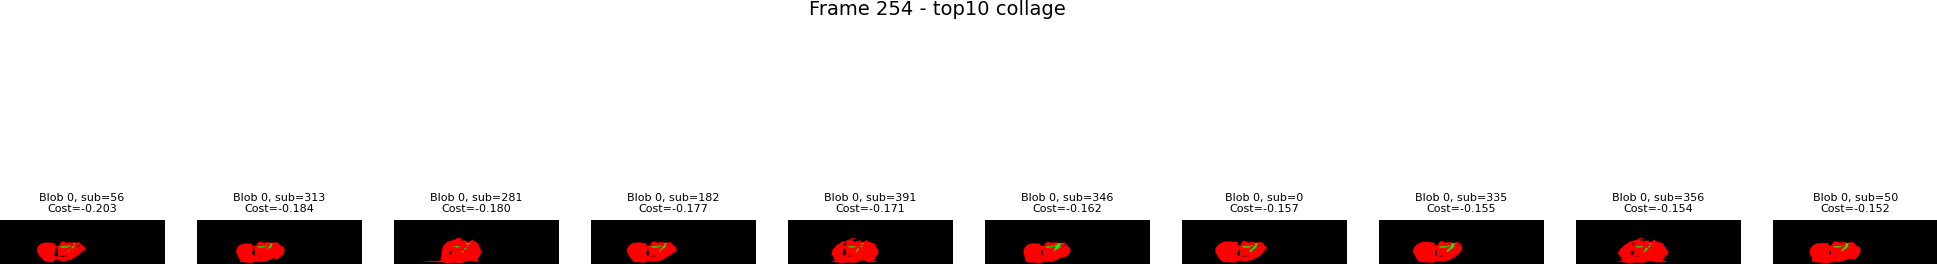 Frame 254 - top10 collage
Blob 0, sub=56
Cost=-0.203
Blob 0, sub=313
Cost=-0.184
Blob 0, sub=281
Cost=-0.180
Blob 0, sub=182
Cost=-0.177
Blob 0, sub=391
Cost=-0.171
Blob 0, sub=346
Cost=-0.162
Blob 0, sub=0
Cost=-0.157
Blob 0, sub=335
Cost=-0.155
Blob 0, sub=356
Cost=-0.154
Blob 0, sub=50
Cost=-0.152